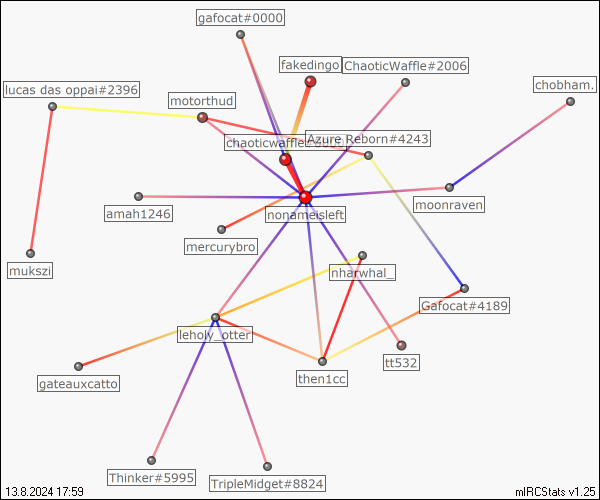 gafocat#0000
fakedingo
ChaoticWaffle#2006
chobham.
lucas das oppai#2396
motorthud
Azure.Reborn#4243
chaoticwaffle
moonraven
amah1246
nonameisleft
mercurybro
mukszi
nharwhal_.
Gafocat#4189
leholy_otter
tt532
then1cc
gateauxcatto
Thinker#5995
TripleMidget#8824
13.8.2024 17:59
mIRCStats v1.25